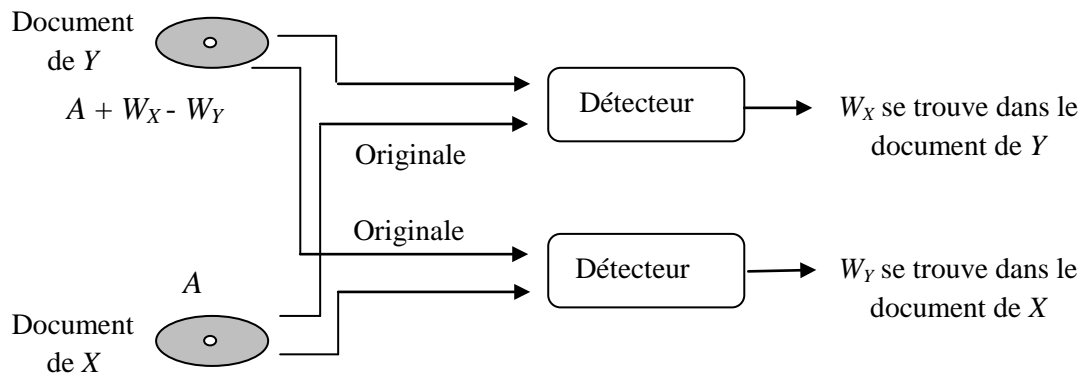 Document
de Y
A + W_X - W_Y
Détecteur
W_X se trouve dans le
document de Y
Originale
Originale
Détecteur
W_Y se trouve dans le
document de X
A
Document
de X